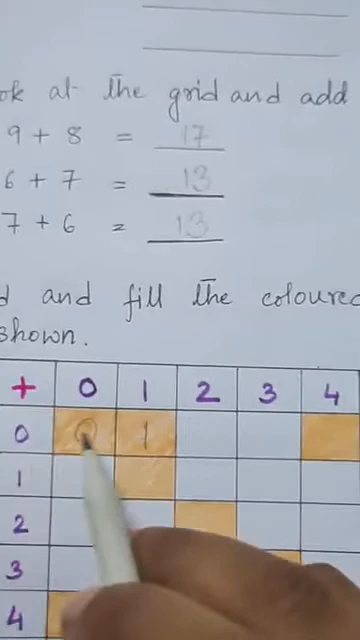 ok at the grid and add
9 + 8 = 17
6 + 7 = 13
7 + 6 = 13
d and fill the coloured
shown.
+ 0 1 2 3 4
0 0 1
1
2
3
4